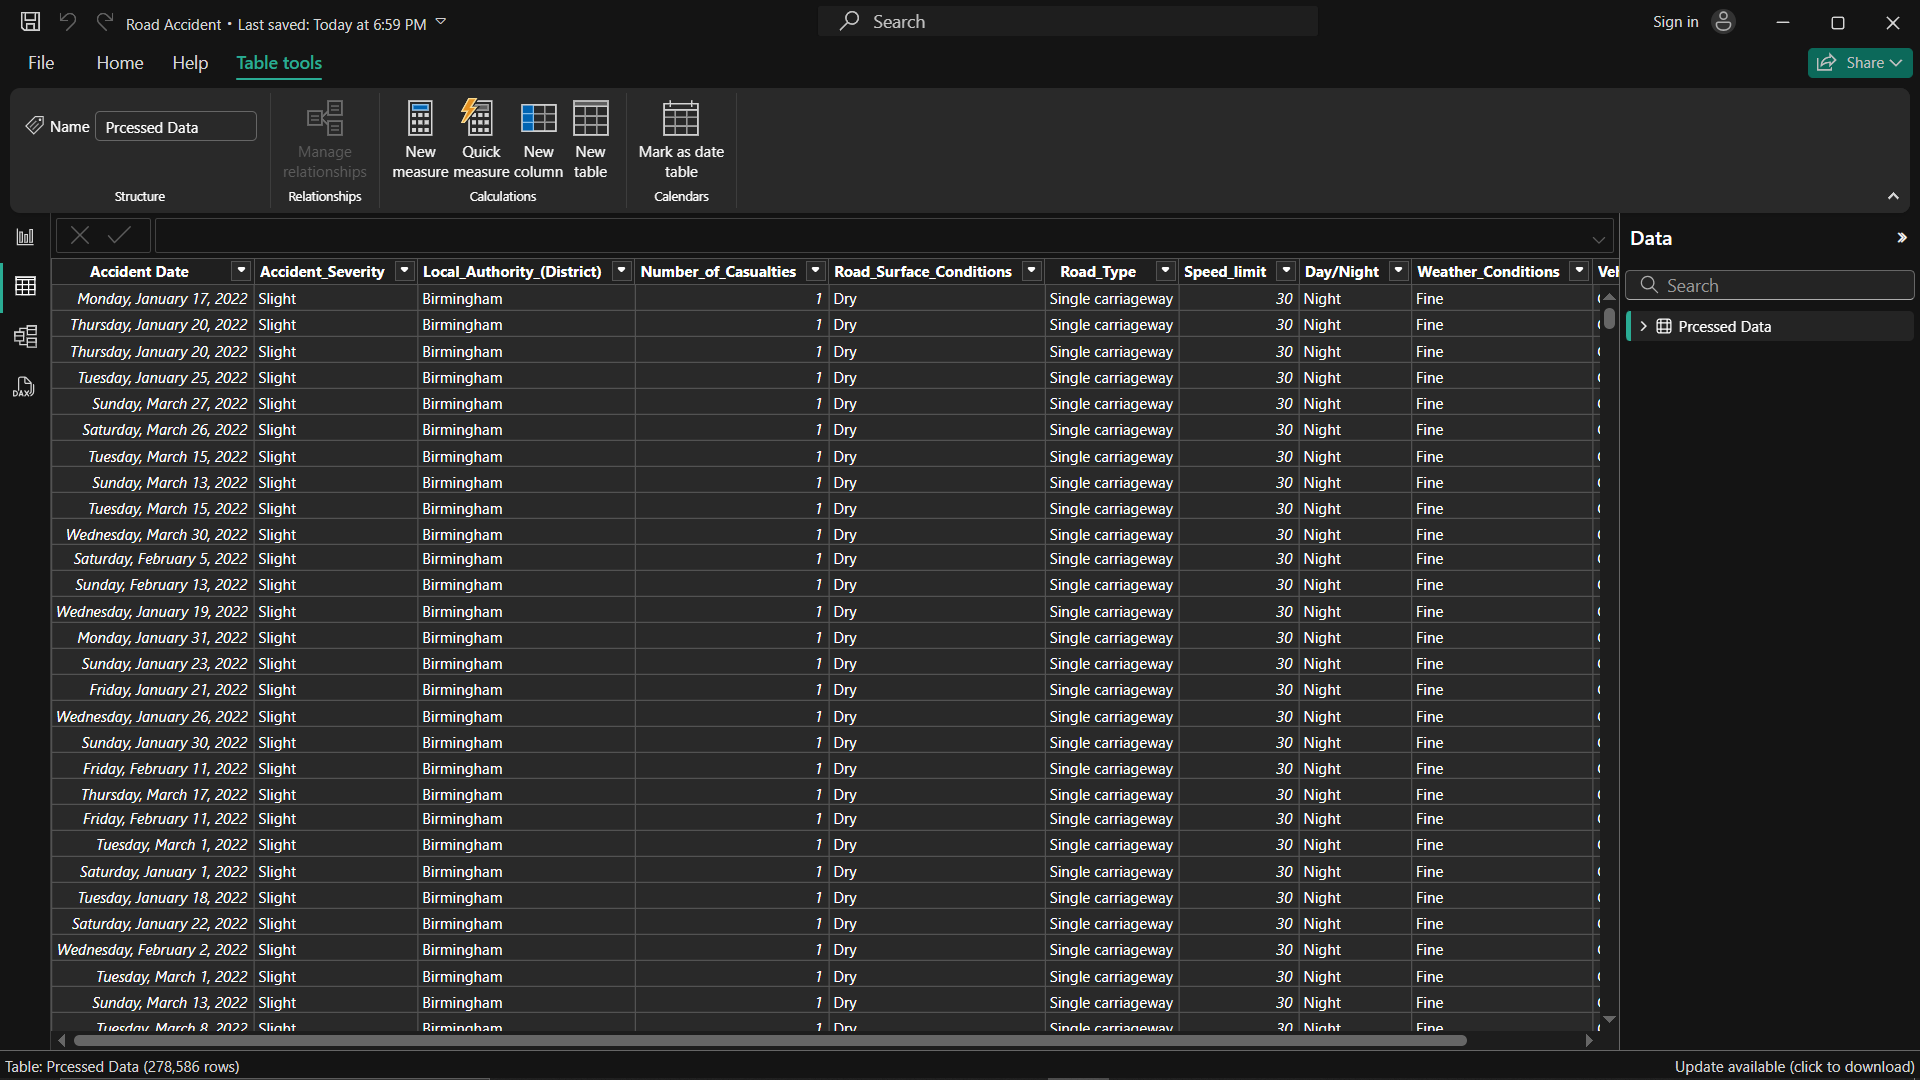 Road Accident • Last saved: Today at 6:59 PM
Search
Sign in
File Home Help Table tools
Share
Name Prcessed Data
Manage relationships
New measure
Quick measure
New column
New table
Mark as date table
Structure Relationships Calculations Calendars
Data
Search
Prcessed Data
DAX
Accident Date Accident_Severity Local_Authority_(District) Number_of_Casualties Road_Surface_Conditions Road_Type Speed_limit Day/Night Weather_Conditions
Monday, January 17, 2022 Slight Birmingham 1 Dry Single carriageway 30 Night Fine
Thursday, January 20, 2022 Slight Birmingham 1 Dry Single carriageway 30 Night Fine
Thursday, January 20, 2022 Slight Birmingham 1 Dry Single carriageway 30 Night Fine
Tuesday, January 25, 2022 Slight Birmingham 1 Dry Single carriageway 30 Night Fine
Sunday, March 27, 2022 Slight Birmingham 1 Dry Single carriageway 30 Night Fine
Saturday, March 26, 2022 Slight Birmingham 1 Dry Single carriageway 30 Night Fine
Tuesday, March 15, 2022 Slight Birmingham 1 Dry Single carriageway 30 Night Fine
Sunday, March 13, 2022 Slight Birmingham 1 Dry Single carriageway 30 Night Fine
Tuesday, March 15, 2022 Slight Birmingham 1 Dry Single carriageway 30 Night Fine
Wednesday, March 30, 2022 Slight Birmingham 1 Dry Single carriageway 30 Night Fine
Saturday, February 5, 2022 Slight Birmingham 1 Dry Single carriageway 30 Night Fine
Sunday, February 13, 2022 Slight Birmingham 1 Dry Single carriageway 30 Night Fine
Wednesday, January 19, 2022 Slight Birmingham 1 Dry Single carriageway 30 Night Fine
Monday, January 31, 2022 Slight Birmingham 1 Dry Single carriageway 30 Night Fine
Sunday, January 23, 2022 Slight Birmingham 1 Dry Single carriageway 30 Night Fine
Friday, January 21, 2022 Slight Birmingham 1 Dry Single carriageway 30 Night Fine
Wednesday, January 26, 2022 Slight Birmingham 1 Dry Single carriageway 30 Night Fine
Sunday, January 30, 2022 Slight Birmingham 1 Dry Single carriageway 30 Night Fine
Friday, February 11, 2022 Slight Birmingham 1 Dry Single carriageway 30 Night Fine
Thursday, March 17, 2022 Slight Birmingham 1 Dry Single carriageway 30 Night Fine
Friday, February 11, 2022 Slight Birmingham 1 Dry Single carriageway 30 Night Fine
Tuesday, March 1, 2022 Slight Birmingham 1 Dry Single carriageway 30 Night Fine
Saturday, January 1, 2022 Slight Birmingham 1 Dry Single carriageway 30 Night Fine
Tuesday, January 18, 2022 Slight Birmingham 1 Dry Single carriageway 30 Night Fine
Saturday, January 22, 2022 Slight Birmingham 1 Dry Single carriageway 30 Night Fine
Wednesday, February 2, 2022 Slight Birmingham 1 Dry Single carriageway 30 Night Fine
Tuesday, March 1, 2022 Slight Birmingham 1 Dry Single carriageway 30 Night Fine
Sunday, March 13, 2022 Slight Birmingham 1 Dry Single carriageway 30 Night Fine
Tuesday, March 8, 2022 Slight Birmingham 1 Dry Single carriageway 30 Night Fine
Table: Prcessed Data (278,586 rows)
Update available (click to download)